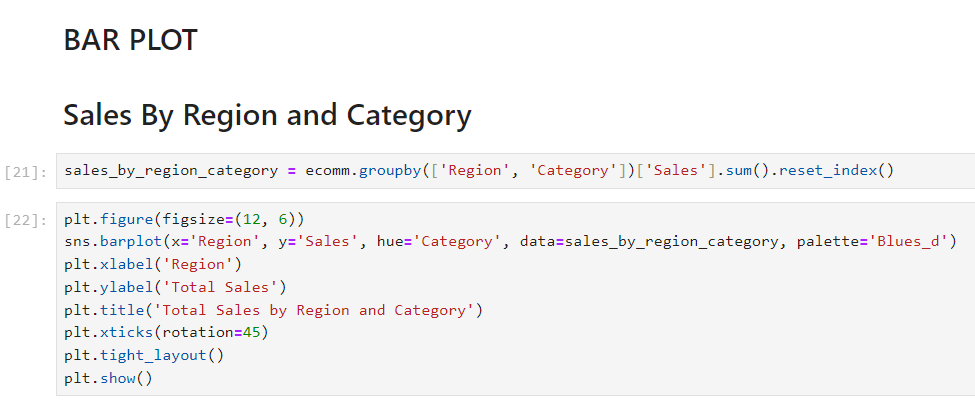 BAR PLOT
Sales By Region and Category
[21]: sales_by_region_category = ecomm.groupby(['Region', 'Category'])['Sales'].sum().reset_index()
[22]: plt.figure(figsize=(12, 6))
sns.barplot(x='Region', y='Sales', hue='Category', data=sales_by_region_category, palette='Blues_d')
plt.xlabel('Region')
plt.ylabel('Total Sales')
plt.title('Total Sales by Region and Category')
plt.xticks(rotation=45)
plt.tight_layout()
plt.show()